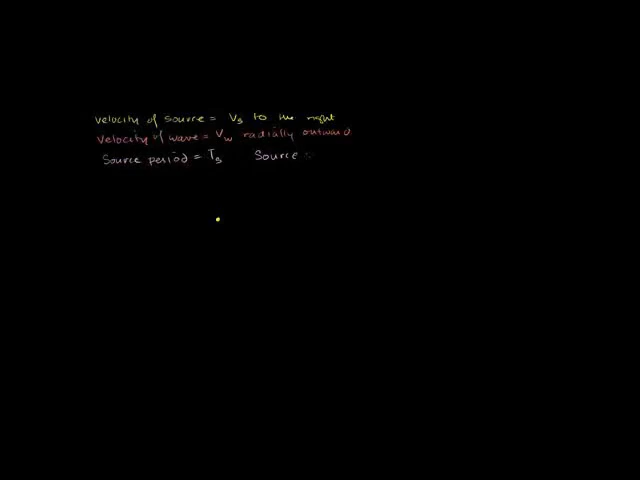 Velocity of source = Vs to the right
Velocity of wave = Vw radially outward
Source period = Ts Source